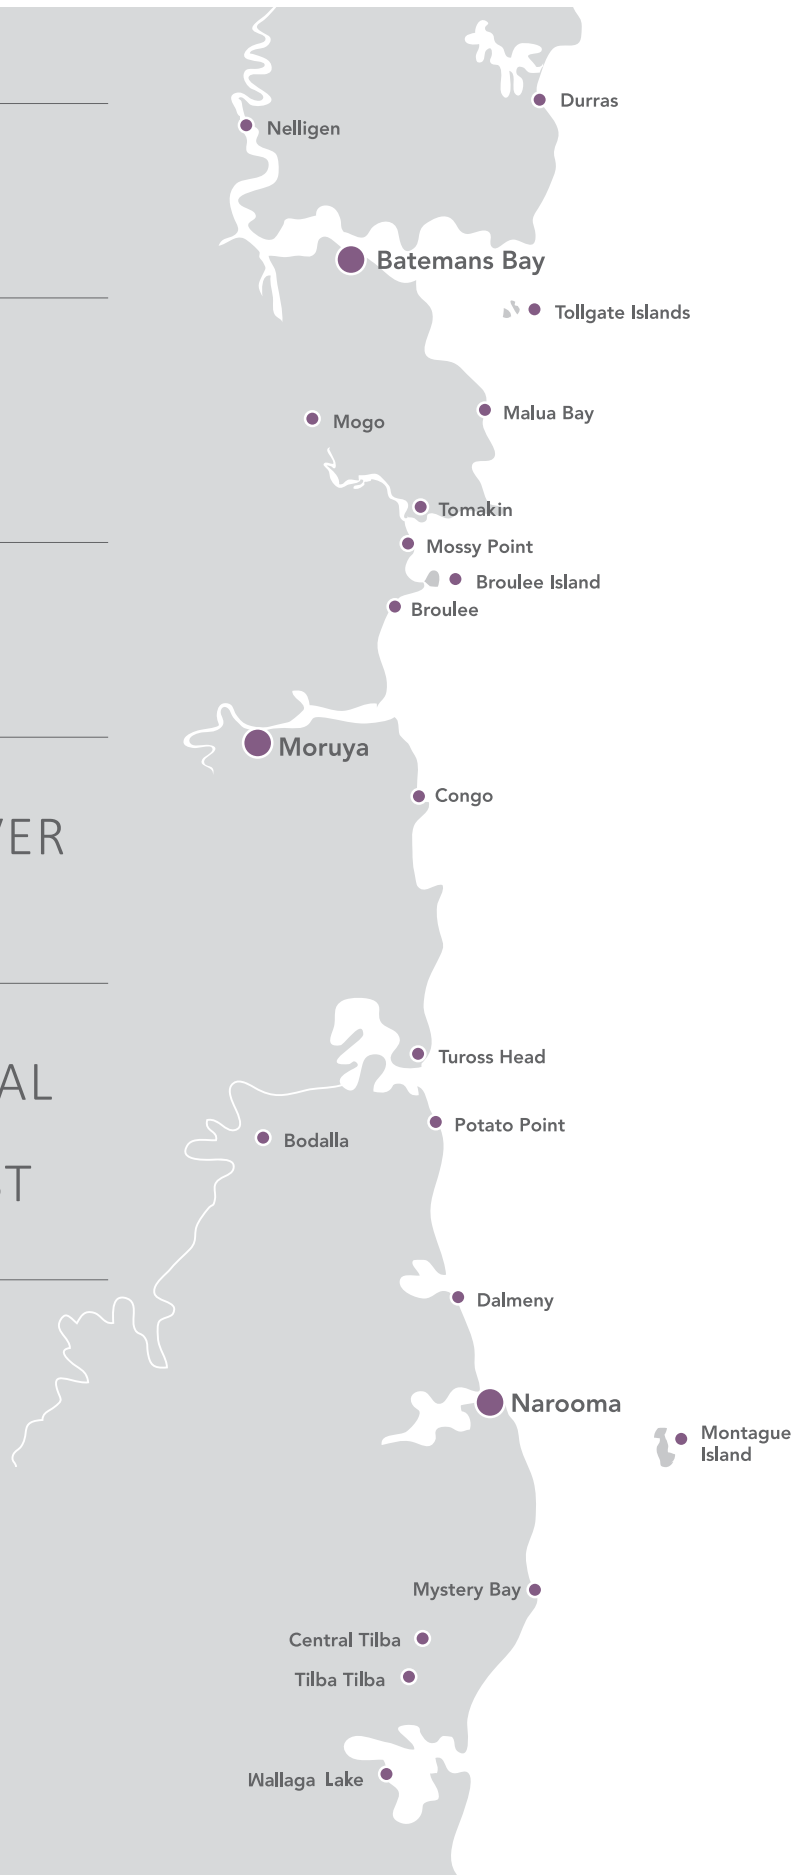 Durras
Nelligen
Batemans Bay
Tollgate Islands
Malua Bay
Mogo
Tomakin
Mossy Point
Broulee Island
Broulee
Moruya
Congo
VER
Tuross Head
AL
Potato Point
Bodalla
ST
Dalmeny
Narooma
Montague
Island
Mystery Bay
Central Tilba
Tilba Tilba
Wallaga Lake